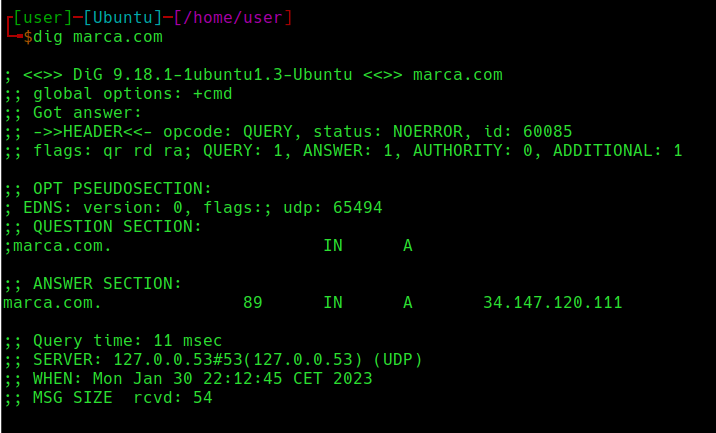 ┌[user]─[Ubuntu]─[/home/user]
└─╼$dig marca.com

; <<>> DiG 9.18.1-1ubuntu1.3-Ubuntu <<>> marca.com
;; global options: +cmd
;; Got answer:
;; ->>HEADER<<- opcode: QUERY, status: NOERROR, id: 60085
;; flags: qr rd ra; QUERY: 1, ANSWER: 1, AUTHORITY: 0, ADDITIONAL: 1

;; OPT PSEUDOSECTION:
; EDNS: version: 0, flags:; udp: 65494
;; QUESTION SECTION:
;marca.com. IN A

;; ANSWER SECTION:
marca.com. 89 IN A 34.147.120.111

;; Query time: 11 msec
;; SERVER: 127.0.0.53#53(127.0.0.53) (UDP)
;; WHEN: Mon Jan 30 22:12:45 CET 2023
;; MSG SIZE  rcvd: 54